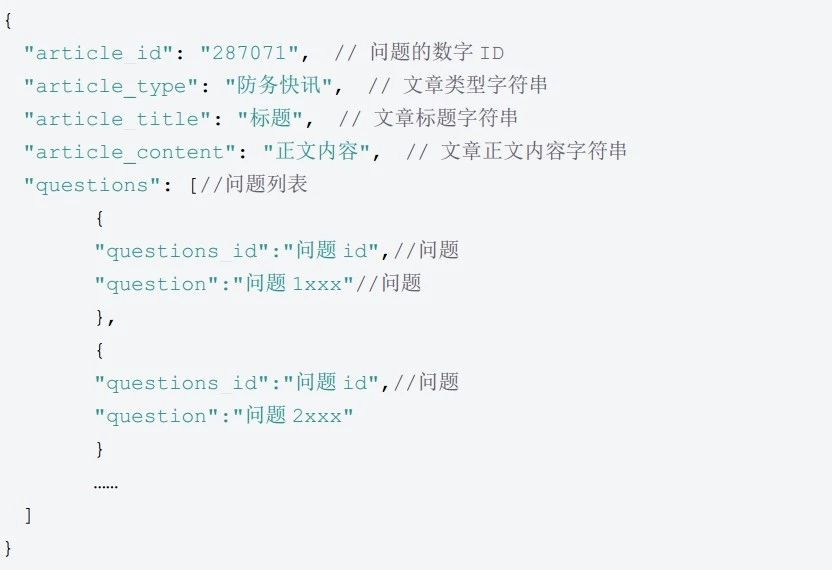 {
"article_id": "287071", // 问题的数字 ID
"article_type": "防务快讯", // 文章类型字符串
"article_title": "标题", // 文章标题字符串
"article_content": "正文内容", // 文章正文内容字符串
"questions": [//问题列表
{
"questions_id":"问题 id",//问题
"question":"问题 1xxx"//问题
},
{
"questions_id":"问题 id",//问题
"question":"问题 2xxx"
}
……
]
}